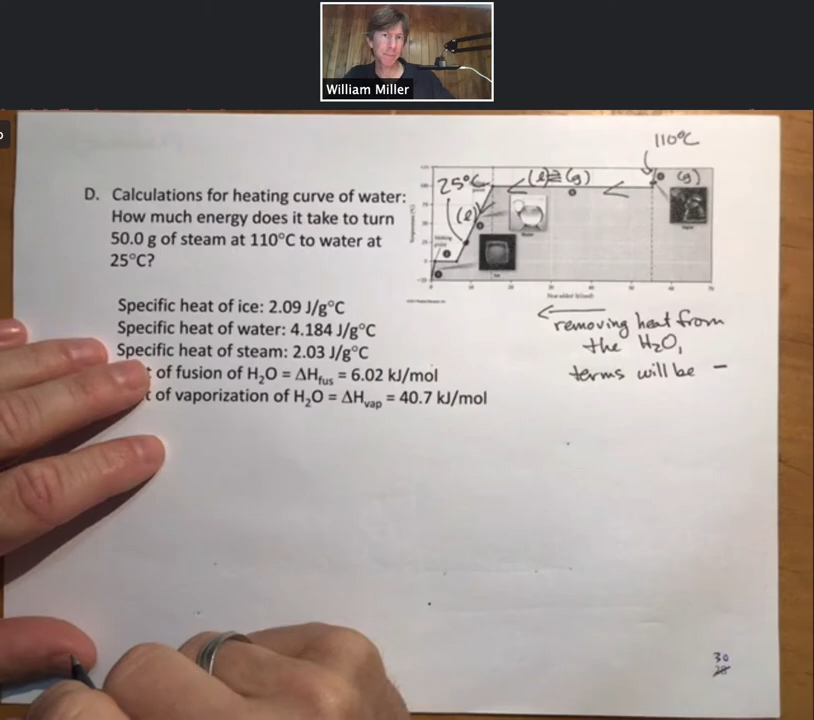 William Miller
110°C
25°C
(l)⇌(g)
(g)
(l)
D. Calculations for heating curve of water:
How much energy does it take to turn
50.0 g of steam at 110°C to water at
25°C?
Specific heat of ice: 2.09 J/g°C
Specific heat of water: 4.184 J/g°C
Specific heat of steam: 2.03 J/g°C
of fusion of H₂O = ΔHfus = 6.02 kJ/mol
of vaporization of H₂O = ΔHvap = 40.7 kJ/mol
removing heat from
the H₂O,
terms will be −
30
28